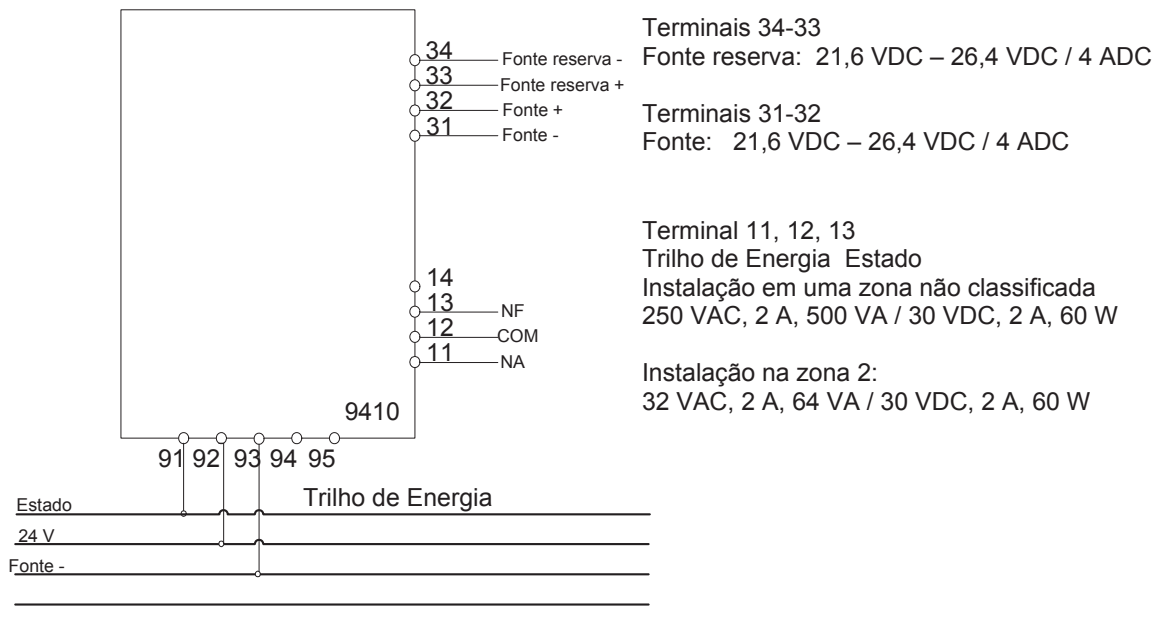 34 Fonte reserva -
33 Fonte reserva +
32 Fonte +
31 Fonte -
Terminais 34-33
Fonte reserva: 21,6 VDC – 26,4 VDC / 4 ADC
Terminais 31-32
Fonte: 21,6 VDC – 26,4 VDC / 4 ADC
14
13 NF
12 COM
11 NA
Terminal 11, 12, 13
Trilho de Energia Estado
Instalação em uma zona não classificada
250 VAC, 2 A, 500 VA / 30 VDC, 2 A, 60 W
Instalação na zona 2:
32 VAC, 2 A, 64 VA / 30 VDC, 2 A, 60 W
9410
91 92 93 94 95
Trilho de Energia
Estado
24 V
Fonte -